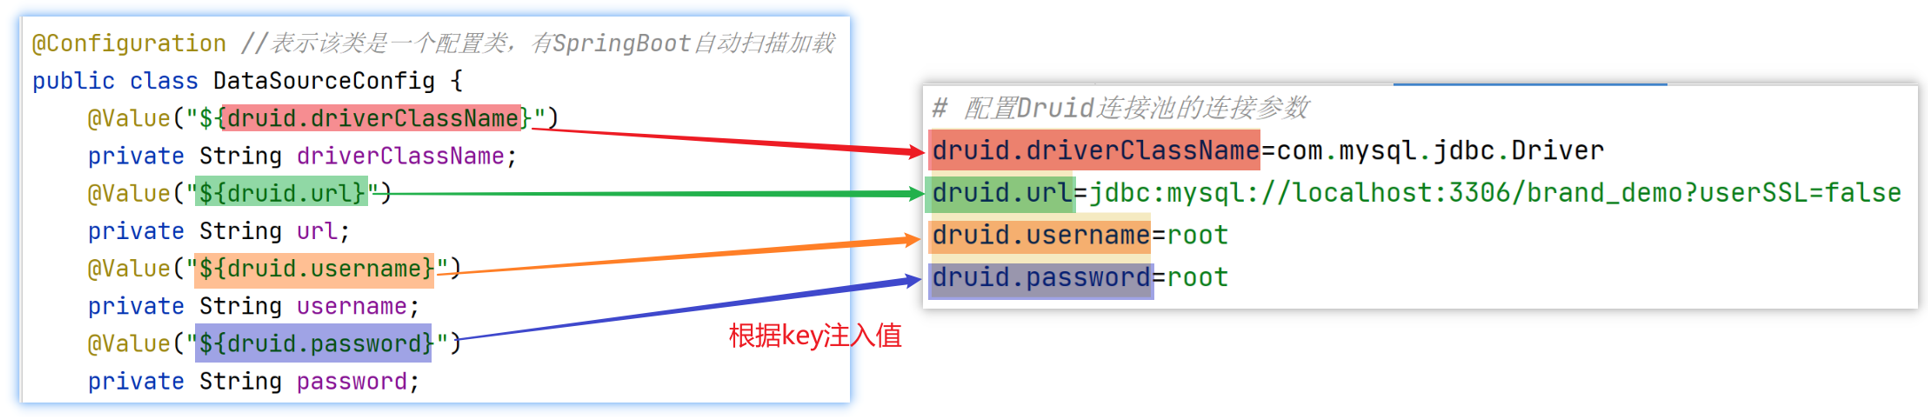 @Configuration //表示该类是一个配置类，有SpringBoot自动扫描加载
public class DataSourceConfig {
@Value("${druid.driverClassName}")
private String driverClassName;
@Value("${druid.url}")
private String url;
@Value("${druid.username}")
private String username;
@Value("${druid.password}")
private String password;
# 配置Druid连接池的连接参数
druid.driverClassName=com.mysql.jdbc.Driver
druid.url=jdbc:mysql://localhost:3306/brand_demo?userSSL=false
druid.username=root
druid.password=root
根据key注入值